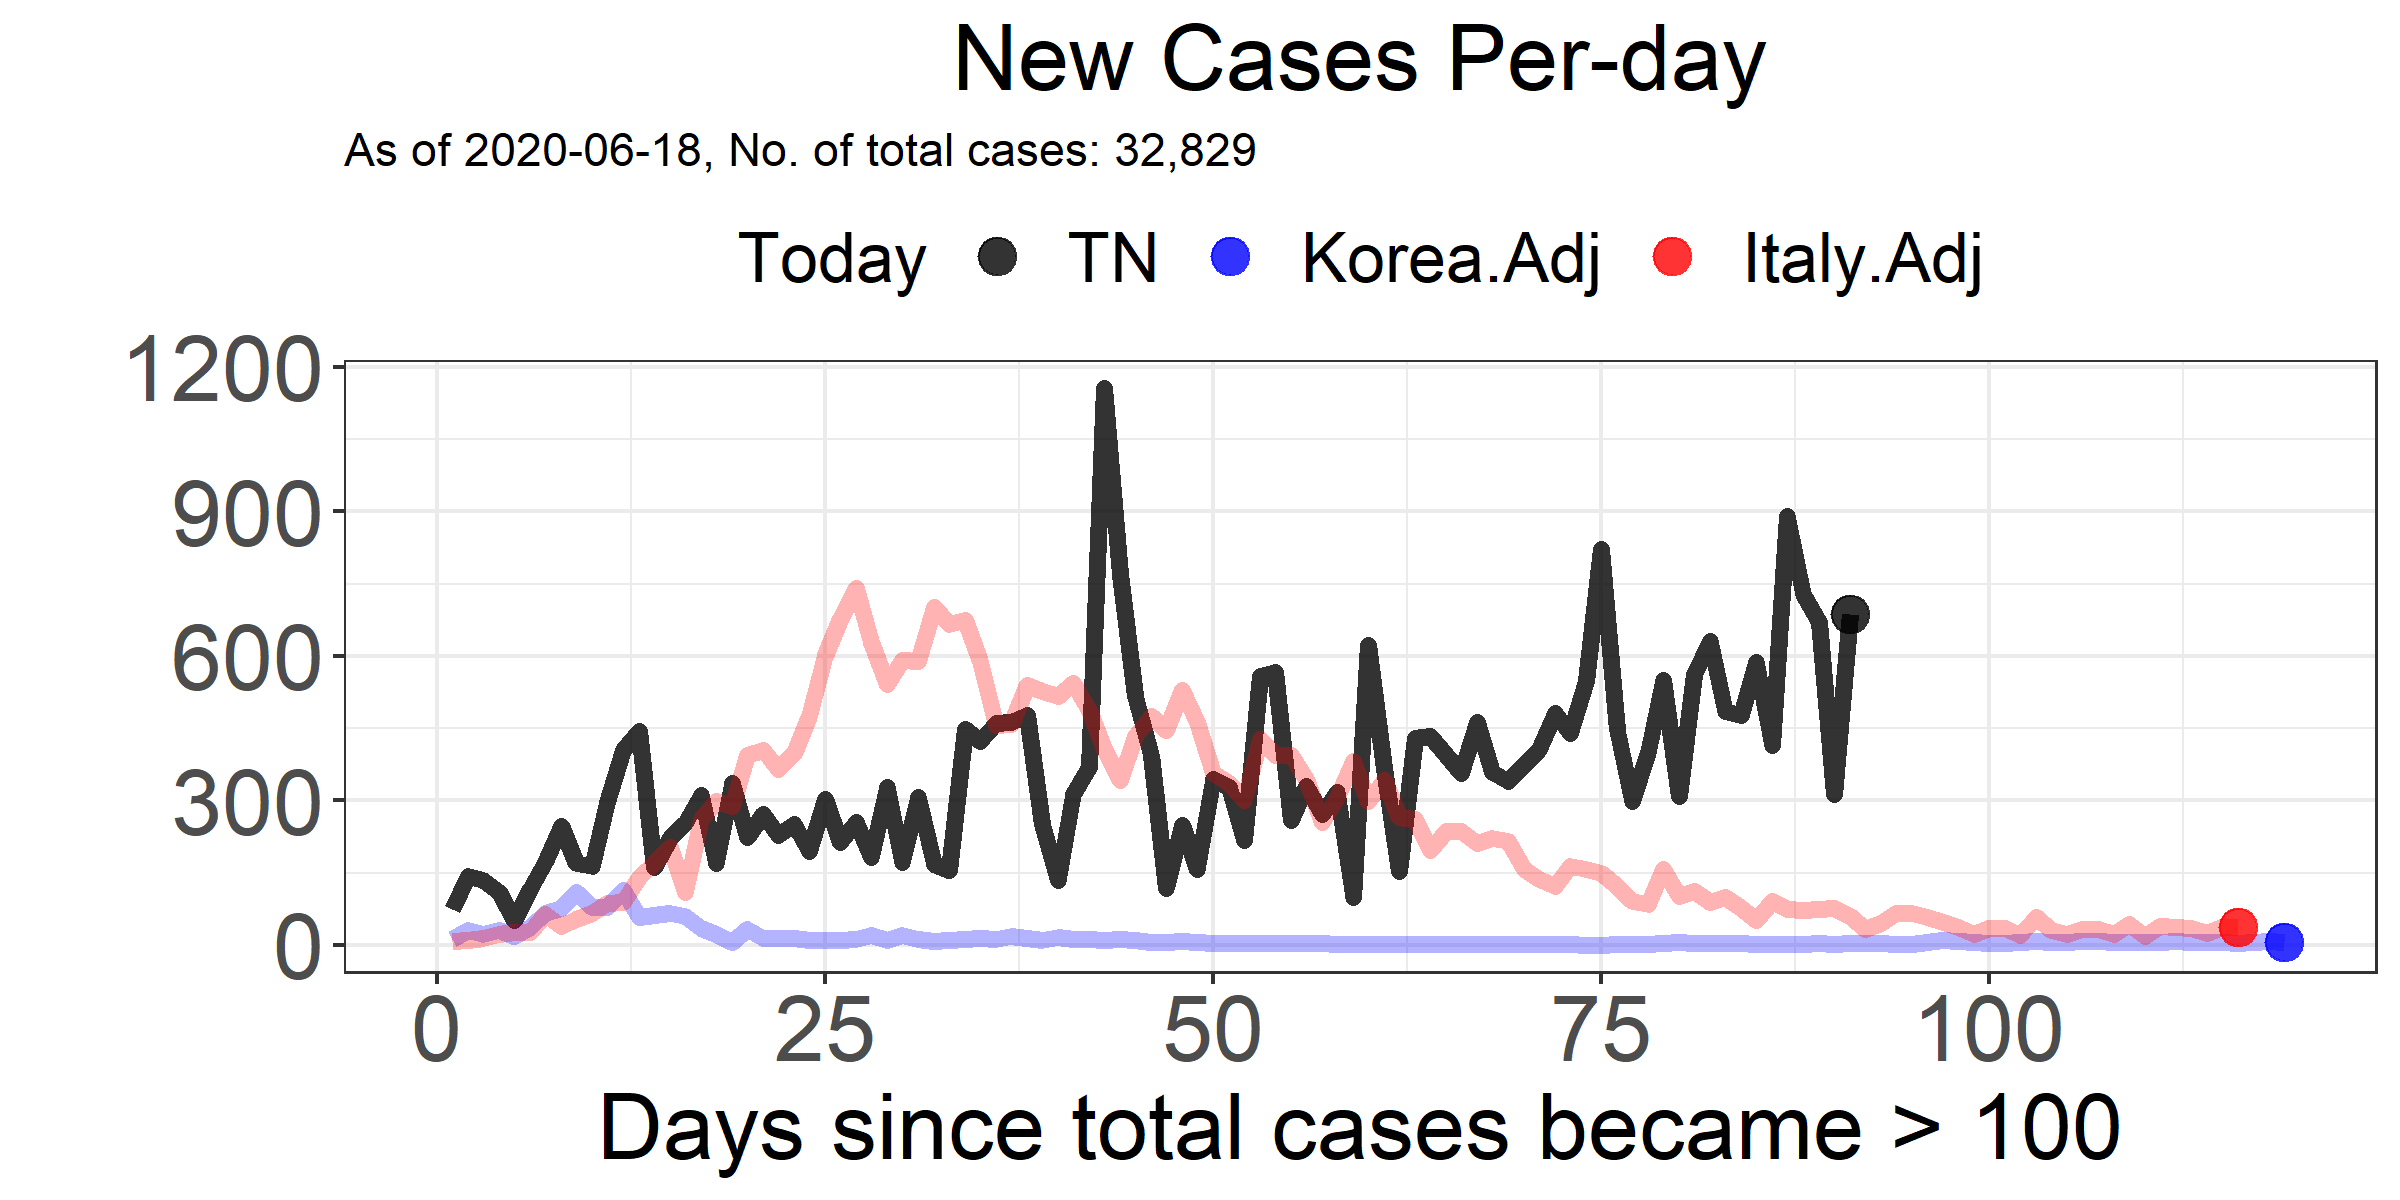 New Cases Per-day
As of 2020-06-18, No. of total cases: 32,829
Today TN Korea.Adj Italy.Adj
1200
900
600
300
0
0 25 50 75 100
Days since total cases became > 100